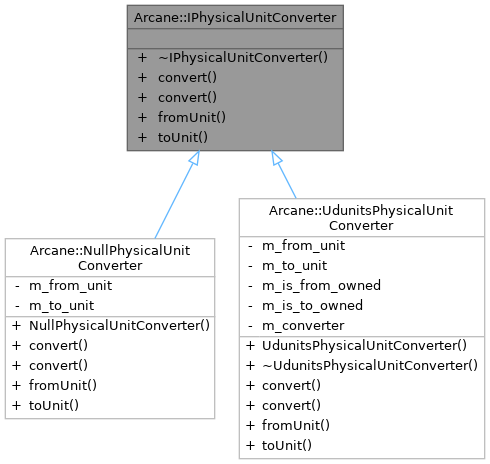 Arcane::IPhysicalUnitConverter
+ ~IPhysicalUnitConverter()
+ convert()
+ convert()
+ fromUnit()
+ toUnit()
Arcane::NullPhysicalUnit
Converter
- m_from_unit
- m_to_unit
+ NullPhysicalUnitConverter()
+ convert()
+ convert()
+ fromUnit()
+ toUnit()
Arcane::UdunitsPhysicalUnit
Converter
- m_from_unit
- m_to_unit
- m_is_from_owned
- m_is_to_owned
- m_converter
+ UdunitsPhysicalUnitConverter()
+ ~UdunitsPhysicalUnitConverter()
+ convert()
+ convert()
+ fromUnit()
+ toUnit()